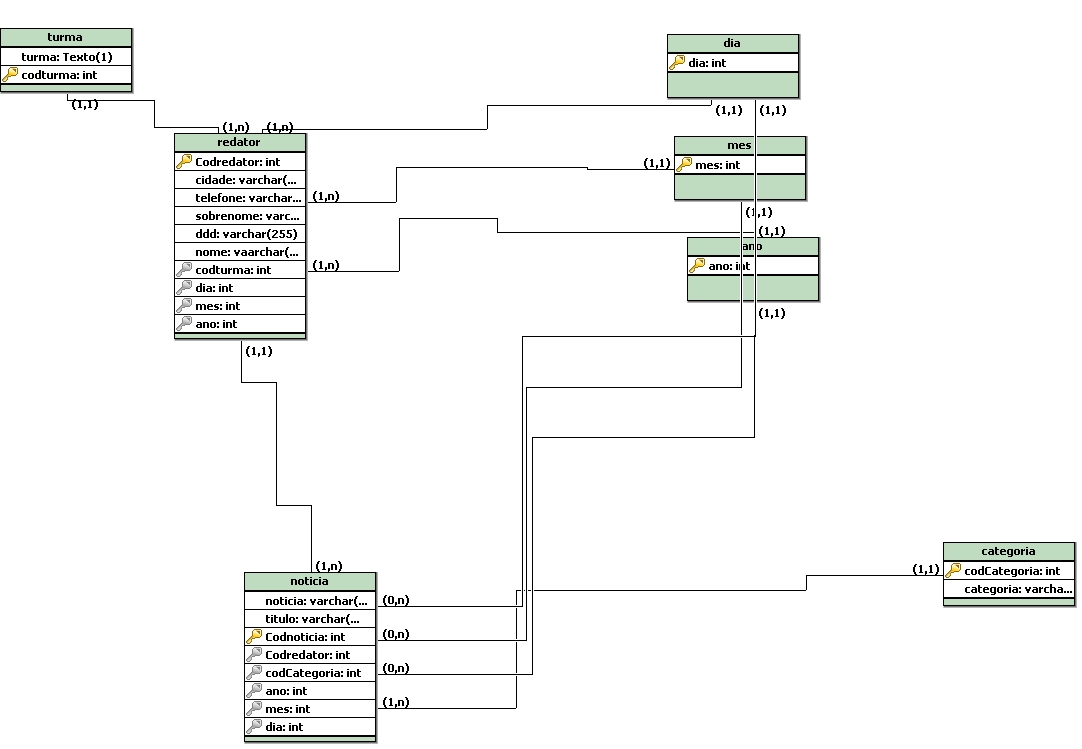 turma
turma: Texto(1)
codturma: int
(1,1)
dia
dia: int
(1,1)
(1,1)
(1,n)
(1,n)
redator
Codredator: int
cidade: varchar(...
telefone: varchar...
sobrenome: varc...
ddd: varchar(255)
nome: vaarchar(...
codturma: int
dia: int
mes: int
ano: int
(1,n)
(1,n)
(1,1)
mes
(1,1)
mes: int
(1,1)
(1,1)
ano
ano: int
(1,1)
(1,n)
noticia
noticia: varchar(...
titulo: varchar(...
Codnoticia: int
Codredator: int
codCategoria: int
ano: int
mes: int
dia: int
(0,n)
(0,n)
(0,n)
(1,n)
(1,1)
categoria
codCategoria: int
categoria: varcha...